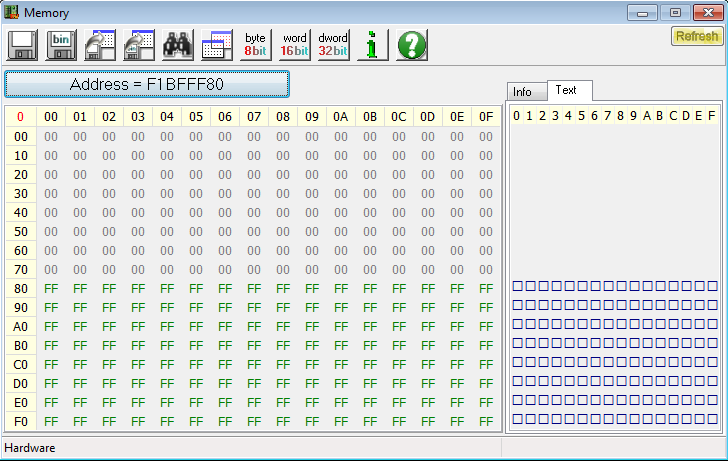 Memory
bin byte 8bit word 16bit dword 32bit i ? Refresh
Address = F1BFFF80
Info Text
0 00 01 02 03 04 05 06 07 08 09 0A 0B 0C 0D 0E 0F 0 1 2 3 4 5 6 7 8 9 A B C D E F
00 00 00 00 00 00 00 00 00 00 00 00 00 00 00 00 00
10 00 00 00 00 00 00 00 00 00 00 00 00 00 00 00 00
20 00 00 00 00 00 00 00 00 00 00 00 00 00 00 00 00
30 00 00 00 00 00 00 00 00 00 00 00 00 00 00 00 00
40 00 00 00 00 00 00 00 00 00 00 00 00 00 00 00 00
50 00 00 00 00 00 00 00 00 00 00 00 00 00 00 00 00
60 00 00 00 00 00 00 00 00 00 00 00 00 00 00 00 00
70 00 00 00 00 00 00 00 00 00 00 00 00 00 00 00 00
80 FF FF FF FF FF FF FF FF FF FF FF FF FF FF FF FF
90 FF FF FF FF FF FF FF FF FF FF FF FF FF FF FF FF
A0 FF FF FF FF FF FF FF FF FF FF FF FF FF FF FF FF
B0 FF FF FF FF FF FF FF FF FF FF FF FF FF FF FF FF
C0 FF FF FF FF FF FF FF FF FF FF FF FF FF FF FF FF
D0 FF FF FF FF FF FF FF FF FF FF FF FF FF FF FF FF
E0 FF FF FF FF FF FF FF FF FF FF FF FF FF FF FF FF
F0 FF FF FF FF FF FF FF FF FF FF FF FF FF FF FF FF
Hardware